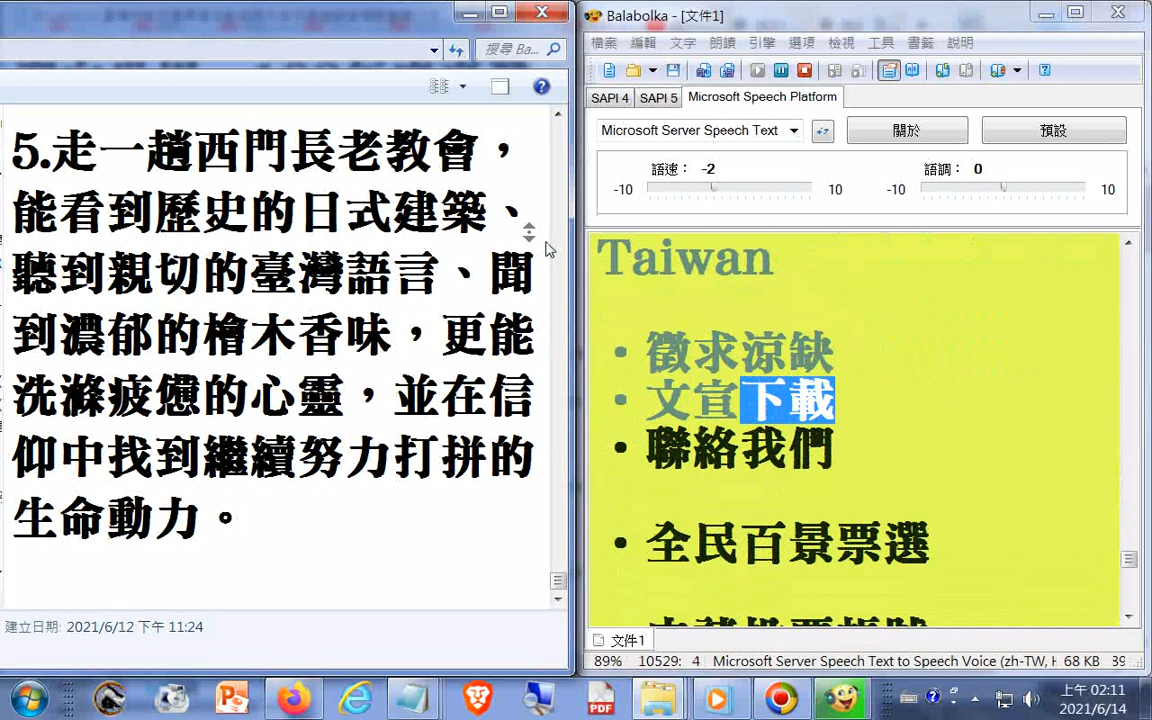 搜尋 Ba...
5.走一趟西門長老教會，
能看到歷史的日式建築、
聽到親切的臺灣語言、聞
到濃郁的檜木香味，更能
洗滌疲憊的心靈，並在信
仰中找到繼續努力打拼的
生命動力。
建立日期: 2021/6/12 下午 11:24
Balabolka - [文件1]
檔案 編輯 文字 朗讀 引擎 選項 檢視 工具 書籤 說明
SAPI 4 SAPI 5 Microsoft Speech Platform
Microsoft Server Speech Text 關於 預設
語速： -2 語調： 0
-10 10 -10 10
Taiwan
• 徵求涼缺
• 文宣下載
• 聯絡我們
• 全民百景票選
文件1
89% 10529: 4 Microsoft Server Speech Text to Speech Voice (zh-TW, H 68 KB
PDF
上午 02:11
2021/6/14